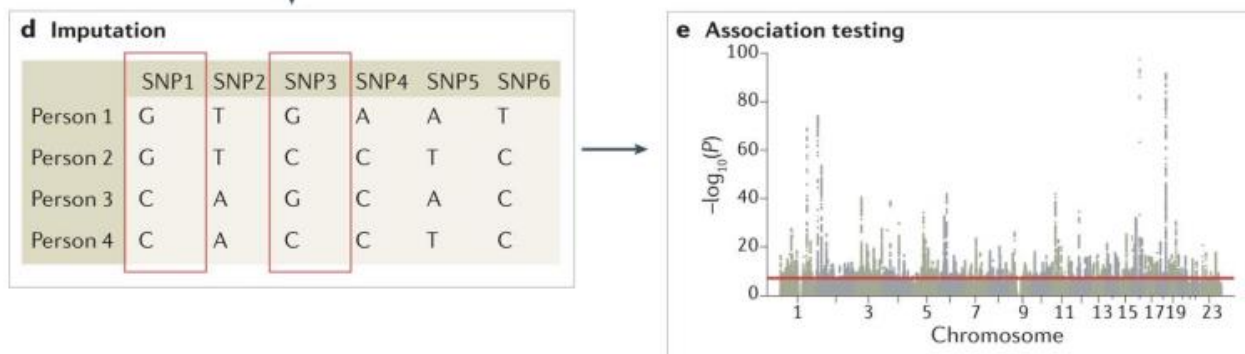 d Imputation
SNP1 SNP2 SNP3 SNP4 SNP5 SNP6
Person 1 G T G A A T
Person 2 G T C C T C
Person 3 C A G C A C
Person 4 C A C C T C
e Association testing
100
80
60
40
20
0
–log10(P)
1 3 5 7 9 11 13 15 17 19 23
Chromosome